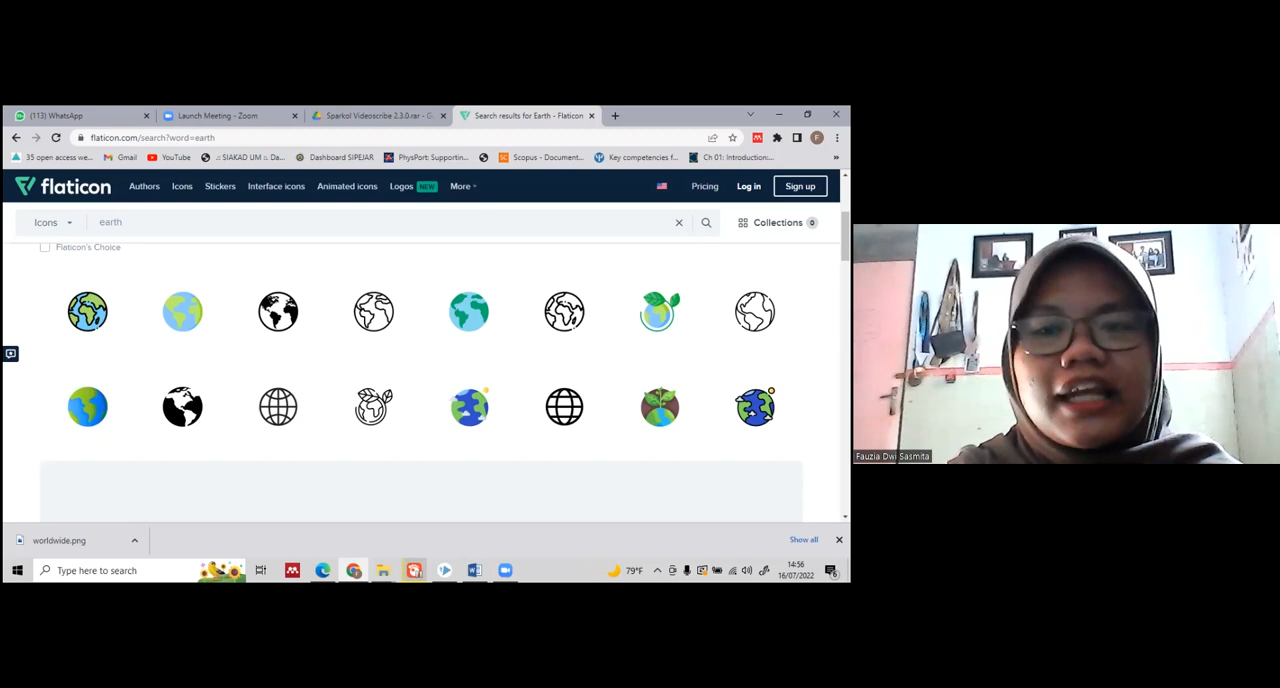 (113) WhatsApp
Launch Meeting - Zoom
Sparkol Videoscribe 2.3.0.rar - G
Search results for Earth - Flaticon
flaticon.com/search?word=earth
F
35 open access we...
Gmail
YouTube
:: SIAKAD UM :: Da...
Dashboard SIPEJAR
PhysPort: Supportin...
SC
Scopus - Document...
Key competencies f...
Ch 01: Introduction:...
»
flaticon
Authors
Icons
Stickers
Interface icons
Animated icons
Logos NEW
More
Pricing
Log in
Sign up
Icons
earth
Collections 0
Flaticon's Choice
worldwide.png
Show all
Type here to search
79°F
14:56
16/07/2022
6
Fauzia Dwi Sasmita